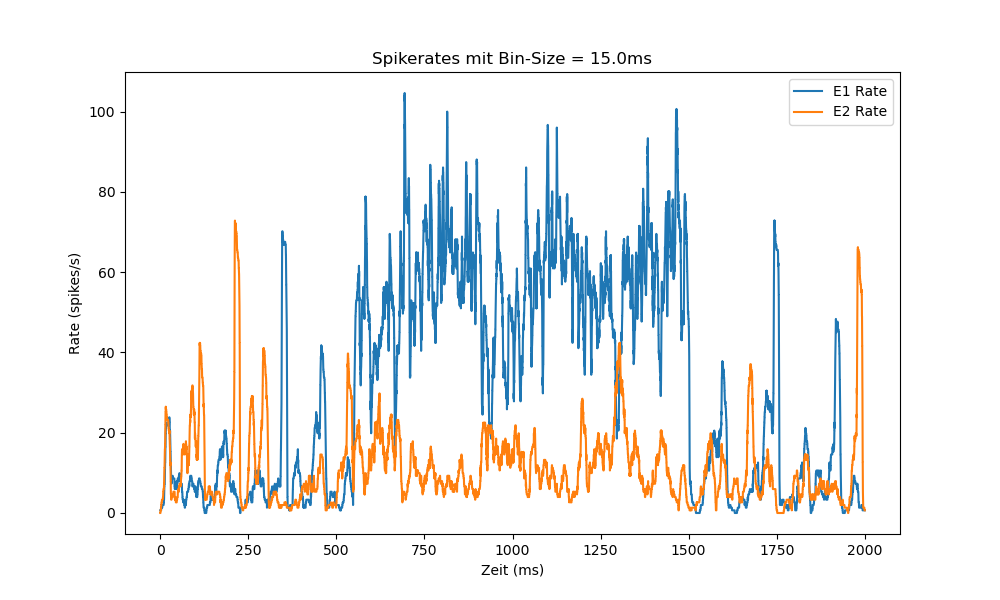 Spikerates mit Bin-Size = 15.0ms
E1 Rate
E2 Rate
100
80
60
40
20
0
Rate (spikes/s)
0 250 500 750 1000 1250 1500 1750 2000
Zeit (ms)